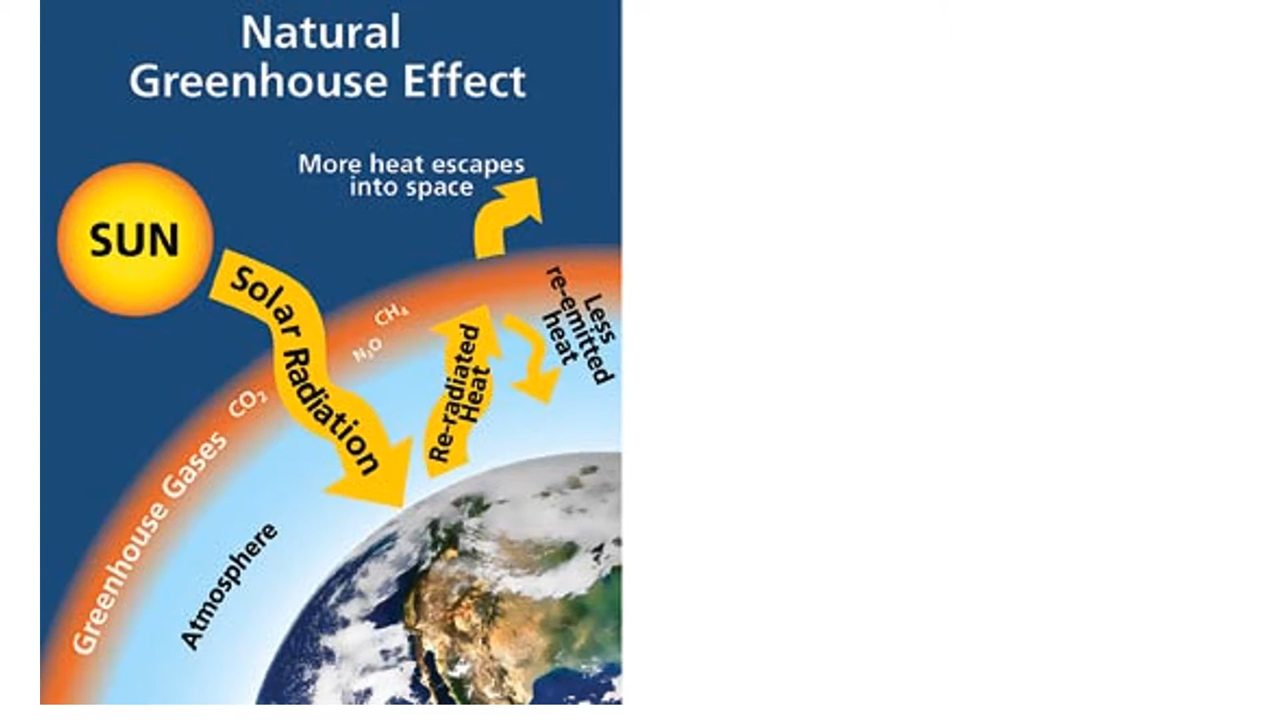 Natural
Greenhouse Effect
More heat escapes
into space
SUN
Solar Radiation
CH₄
N₂O
CO₂
Greenhouse Gases
Atmosphere
Re-radiated
Heat
Less
re-emitted
heat